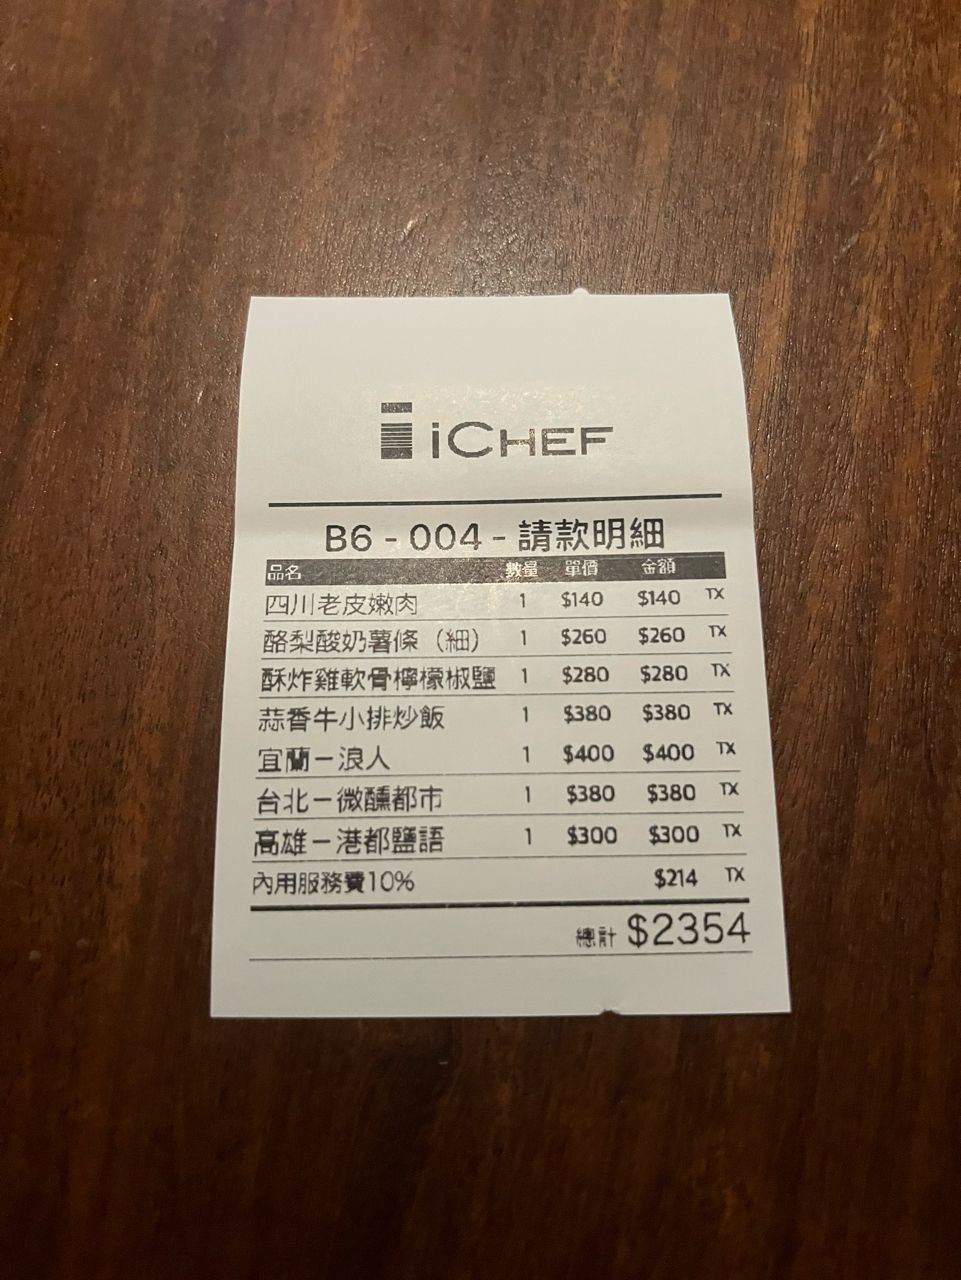 iCHEF
B6 - 004 - 請款明細
品名 數量 單價 金額
四川老皮嫩肉 1 $140 $140 TX
酪梨酸奶薯條（細） 1 $260 $260 TX
酥炸雞軟骨檸檬椒鹽 1 $280 $280 TX
蒜香牛小排炒飯 1 $380 $380 TX
宜蘭－浪人 1 $400 $400 TX
台北－微醺都市 1 $380 $380 TX
高雄－港都鹽語 1 $300 $300 TX
內用服務費10% $214 TX
總計 $2354